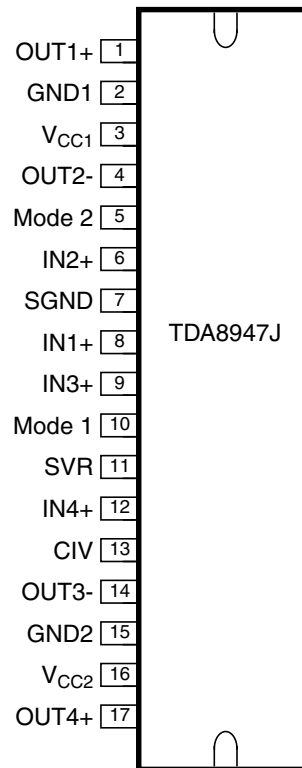 OUT1+ 1
GND1 2
VCC1 3
OUT2- 4
Mode 2 5
IN2+ 6
SGND 7
IN1+ 8
TDA8947J
IN3+ 9
Mode 1 10
SVR 11
IN4+ 12
CIV 13
OUT3- 14
GND2 15
VCC2 16
OUT4+ 17